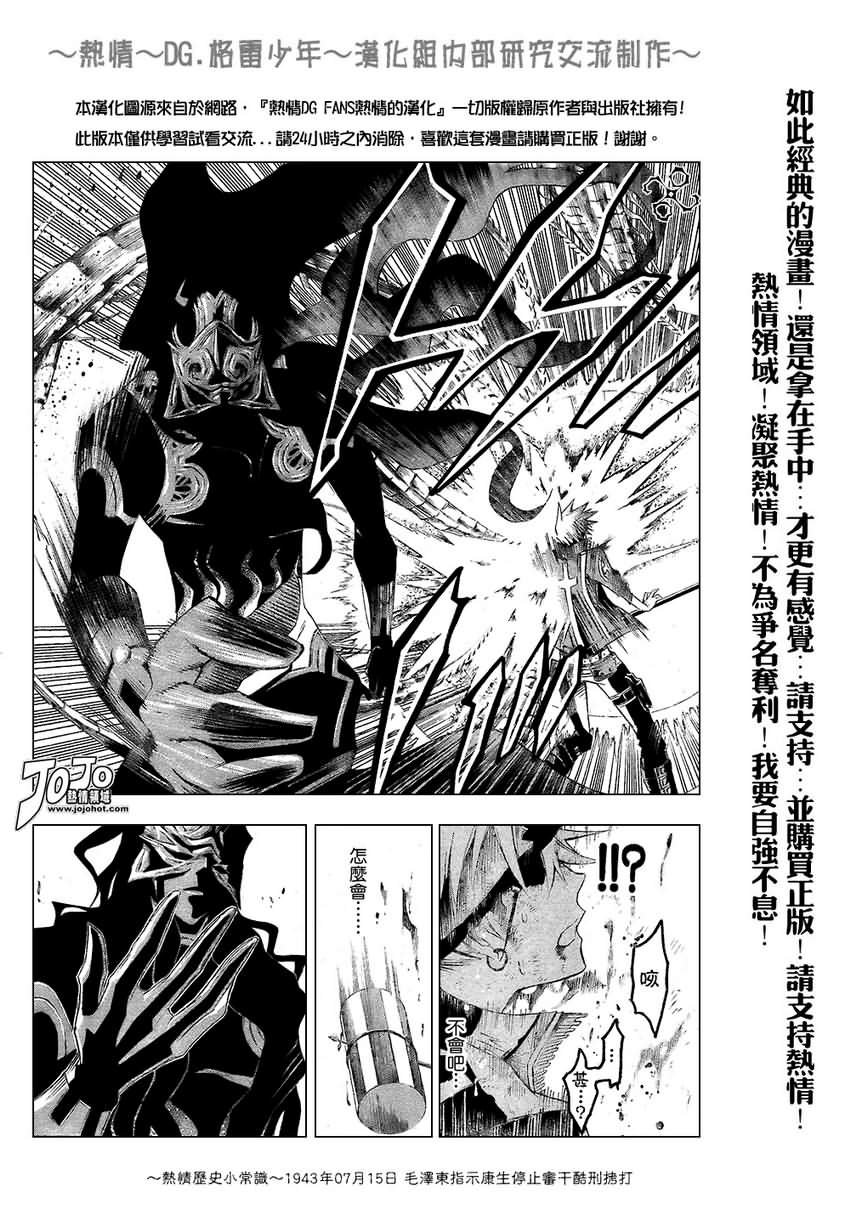 ～熱情～DG.格雷少年～漢化組内部研究交流制作～
本漢化圖源來自於網路，『熱情DG FANS熱情的漢化』一切版權歸原作者與出版社擁有!
此版本僅供學習試看交流...請24小時之內消除，喜歡這套漫畫請購買正版！謝謝。
如此經典的漫畫！還是拿在手中…才更有感覺…請支持…並購買正版！請支持熱情！
熱情領域！凝聚熱情！不為爭名奪利！我要自強不息！
JOJO
熱情領域
www.jojohot.com
!!?
咳
甚…?
不會吧…
怎麼會……
～熱情歷史小常識～1943年07月15日 毛澤東指示康生停止審干酷刑拂打